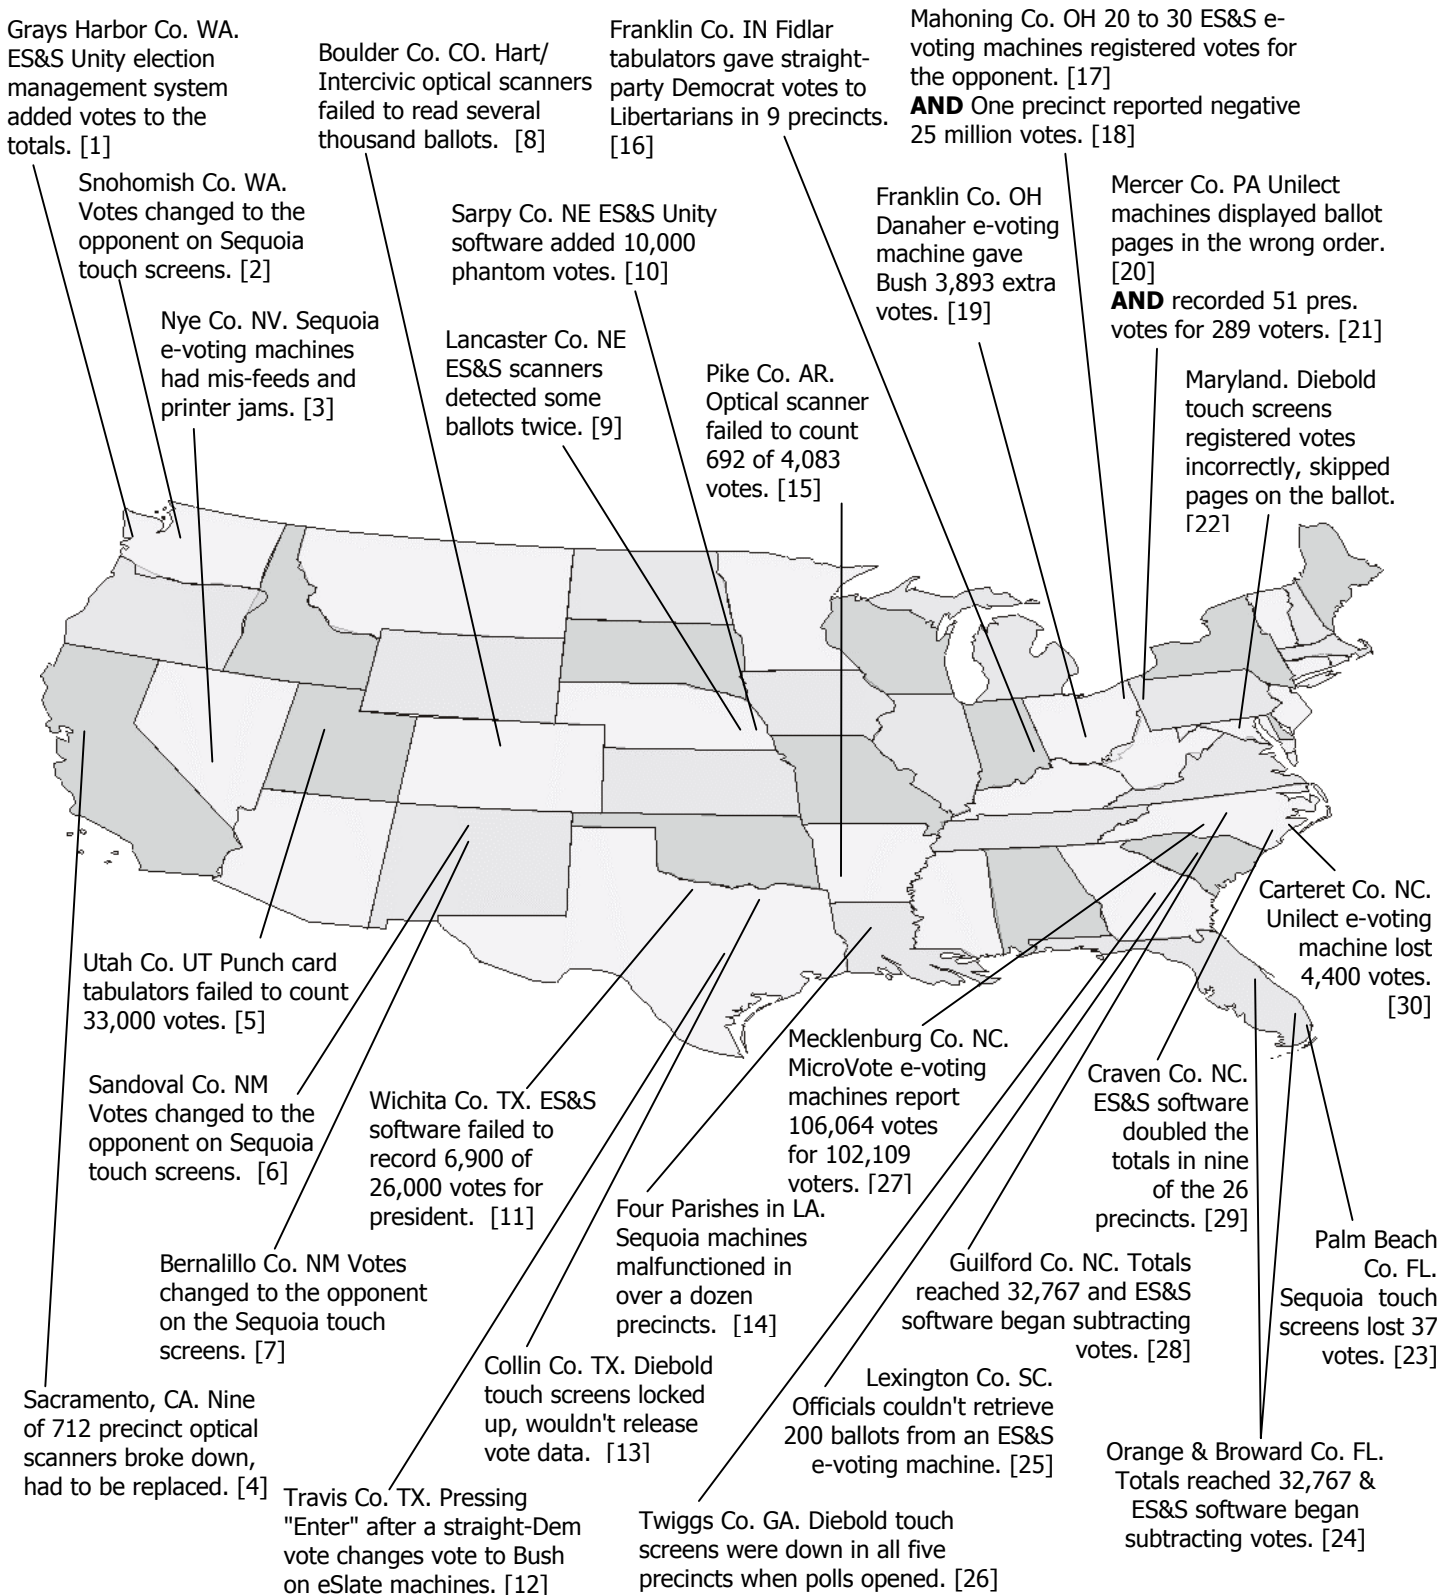 Grays Harbor Co. WA.
ES&S Unity election
management system
added votes to the
totals. [1]
Snohomish Co. WA.
Votes changed to the
opponent on Sequoia
touch screens. [2]
Nye Co. NV. Sequoia
e-voting machines
had mis-feeds and
printer jams. [3]
Boulder Co. CO. Hart/
Intercivic optical scanners
failed to read several
thousand ballots. [8]
Sarpy Co. NE ES&S Unity
software added 10,000
phantom votes. [10]
Lancaster Co. NE
ES&S scanners
detected some
ballots twice. [9]
Franklin Co. IN Fidlar
tabulators gave straight-
party Democrat votes to
Libertarians in 9 precincts.
[16]
Pike Co. AR.
Optical scanner
failed to count
692 of 4,083
votes. [15]
Mahoning Co. OH 20 to 30 ES&S e-
voting machines registered votes for
the opponent. [17]
AND One precinct reported negative
25 million votes. [18]
Franklin Co. OH
Danaher e-voting
machine gave
Bush 3,893 extra
votes. [19]
Mercer Co. PA Unilect
machines displayed ballot
pages in the wrong order.
[20]
AND recorded 51 pres.
votes for 289 voters. [21]
Maryland. Diebold
touch screens
registered votes
incorrectly, skipped
pages on the ballot.
[22]
Utah Co. UT Punch card
tabulators failed to count
33,000 votes. [5]
Sandoval Co. NM
Votes changed to the
opponent on Sequoia
touch screens. [6]
Bernalillo Co. NM Votes
changed to the opponent
on the Sequoia touch
screens. [7]
Sacramento, CA. Nine
of 712 precinct optical
scanners broke down,
had to be replaced. [4]
Wichita Co. TX. ES&S
software failed to
record 6,900 of
26,000 votes for
president. [11]
Travis Co. TX. Pressing
"Enter" after a straight-Dem
vote changes vote to Bush
on eSlate machines. [12]
Collin Co. TX. Diebold
touch screens locked
up, wouldn't release
vote data. [13]
Four Parishes in LA.
Sequoia machines
malfunctioned in
over a dozen
precincts. [14]
Mecklenburg Co. NC.
MicroVote e-voting
machines report
106,064 votes
for 102,109
voters. [27]
Twiggs Co. GA. Diebold touch
screens were down in all five
precincts when polls opened. [26]
Lexington Co. SC.
Officials couldn't retrieve
200 ballots from an ES&S
e-voting machine. [25]
Guilford Co. NC. Totals
reached 32,767 and ES&S
software began subtracting
votes. [28]
Craven Co. NC.
ES&S software
doubled the
totals in nine
of the 26
precincts. [29]
Carteret Co. NC.
Unilect e-voting
machine lost
4,400 votes.
[30]
Palm Beach
Co. FL.
Sequoia touch
screens lost 37
votes. [23]
Orange & Broward Co. FL.
Totals reached 32,767 &
ES&S software began
subtracting votes. [24]